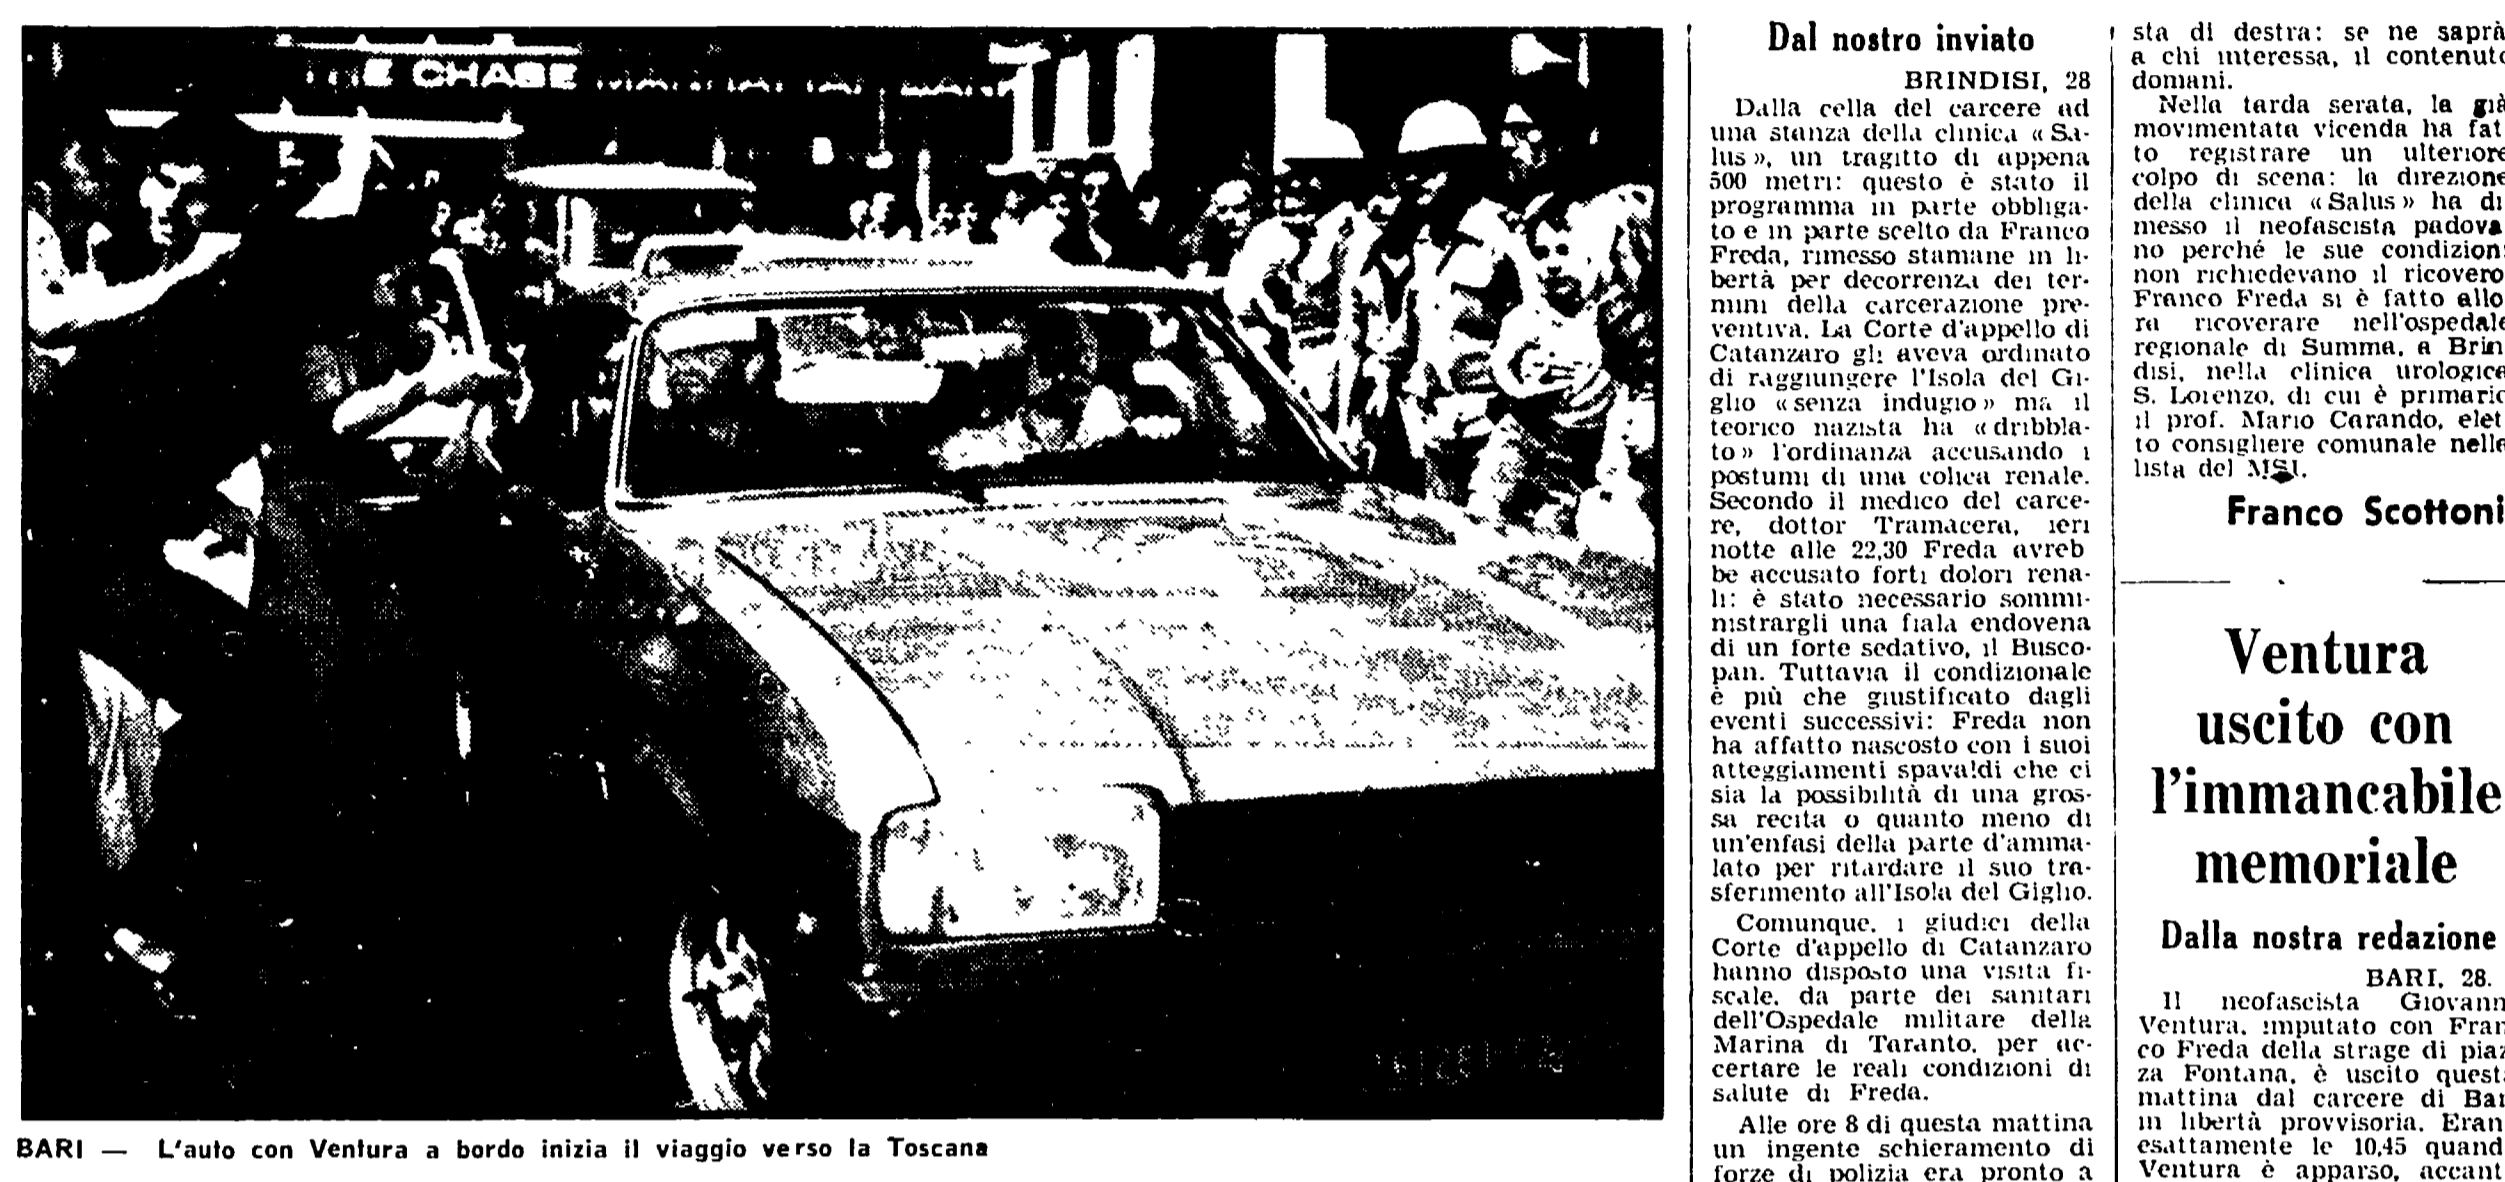 THE CHASE MANHATTAN BANK
BARI — L'auto con Ventura a bordo inizia il viaggio verso la Toscana
Dal nostro inviato
BRINDISI, 28
Dalla cella del carcere ad
una stanza della clinica «Sa-
lus», un tragitto di appena
500 metri: questo è stato il
programma in parte obbliga-
to e in parte scelto da Franco
Freda, rimesso stamane in li-
bertà per decorrenza dei ter-
mini della carcerazione pre-
ventiva. La Corte d'appello di
Catanzaro gli aveva ordinato
di raggiungere l'Isola del Gi-
glio «senza indugio» ma il
teorico nazista ha «dribbla-
to» l'ordinanza accusando i
postumi di una colica renale.
Secondo il medico del carce-
re, dottor Tramacera, ieri
notte alle 22,30 Freda avreb
be accusato forti dolori rena-
li: è stato necessario sommi-
nistrargli una fiala endovena
di un forte sedativo, il Busco-
pan. Tuttavia il condizionale
è più che giustificato dagli
eventi successivi: Freda non
ha affatto nascosto con i suoi
atteggiamenti spavaldi che ci
sia la possibilità di una gros-
sa recita o quanto meno di
un'enfasi della parte d'amma-
lato per ritardare il suo tra-
sferimento all'Isola del Giglio.
Comunque, i giudici della
Corte d'appello di Catanzaro
hanno disposto una visita fi-
scale, da parte dei sanitari
dell'Ospedale militare della
Marina di Taranto, per ac-
certare le reali condizioni di
salute di Freda.
Alle ore 8 di questa mattina
un ingente schieramento di
forze di polizia era pronto a
sta di destra: se ne saprà
a chi interessa, il contenuto
domani.
Nella tarda serata, la già
movimentata vicenda ha fat
to registrare un ulteriore
colpo di scena: la direzione
della clinica «Salus» ha di
messo il neofascista padova
no perché le sue condizioni
non richiedevano il ricovero
Franco Freda si è fatto allo
ra ricoverare nell'ospedale
regionale di Summa, a Brin
disi, nella clinica urologica
S. Lorenzo, di cui è primario
il prof. Mario Carando, elet
to consigliere comunale nelle
lista del MSI.
Franco Scottoni
Ventura
uscito con
l'immancabile
memoriale
Dalla nostra redazione
BARI, 28.
Il neofascista Giovann
Ventura, imputato con Fran
co Freda della strage di piaz
za Fontana, è uscito quest
mattina dal carcere di Bar
in libertà provvisoria. Eran
esattamente le 10,45 quand
Ventura è apparso, accant